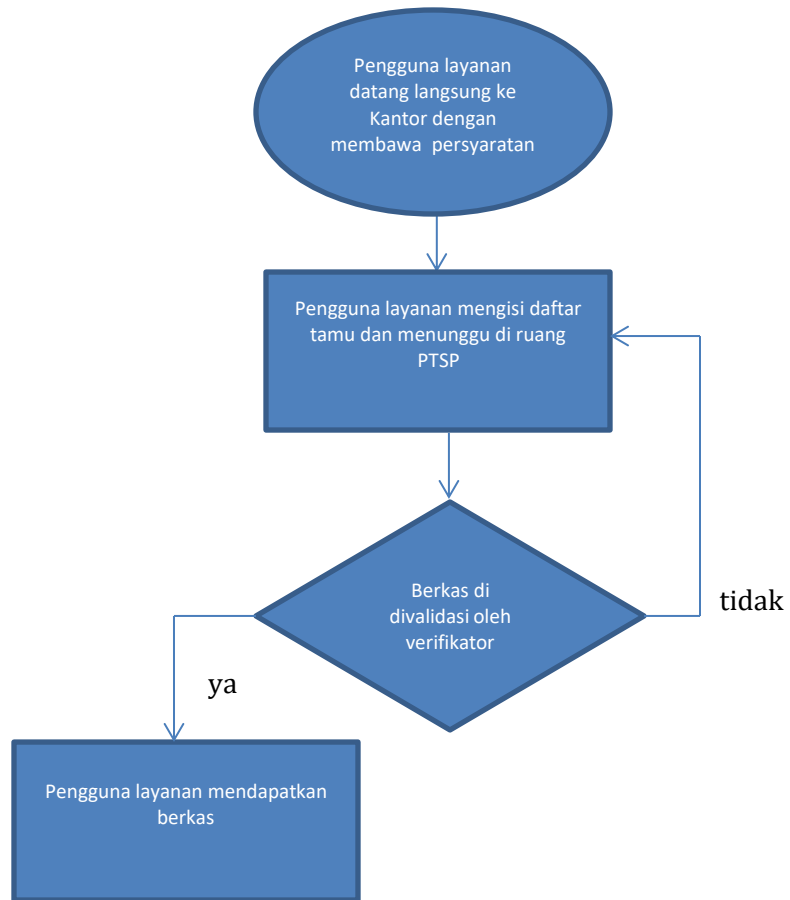 Pengguna layanan
datang langsung ke
Kantor dengan
membawa persyaratan
Pengguna layanan mengisi daftar
tamu dan menunggu di ruang
PTSP
Berkas di
divalidasi oleh
verifikator
tidak
ya
Pengguna layanan mendapatkan
berkas